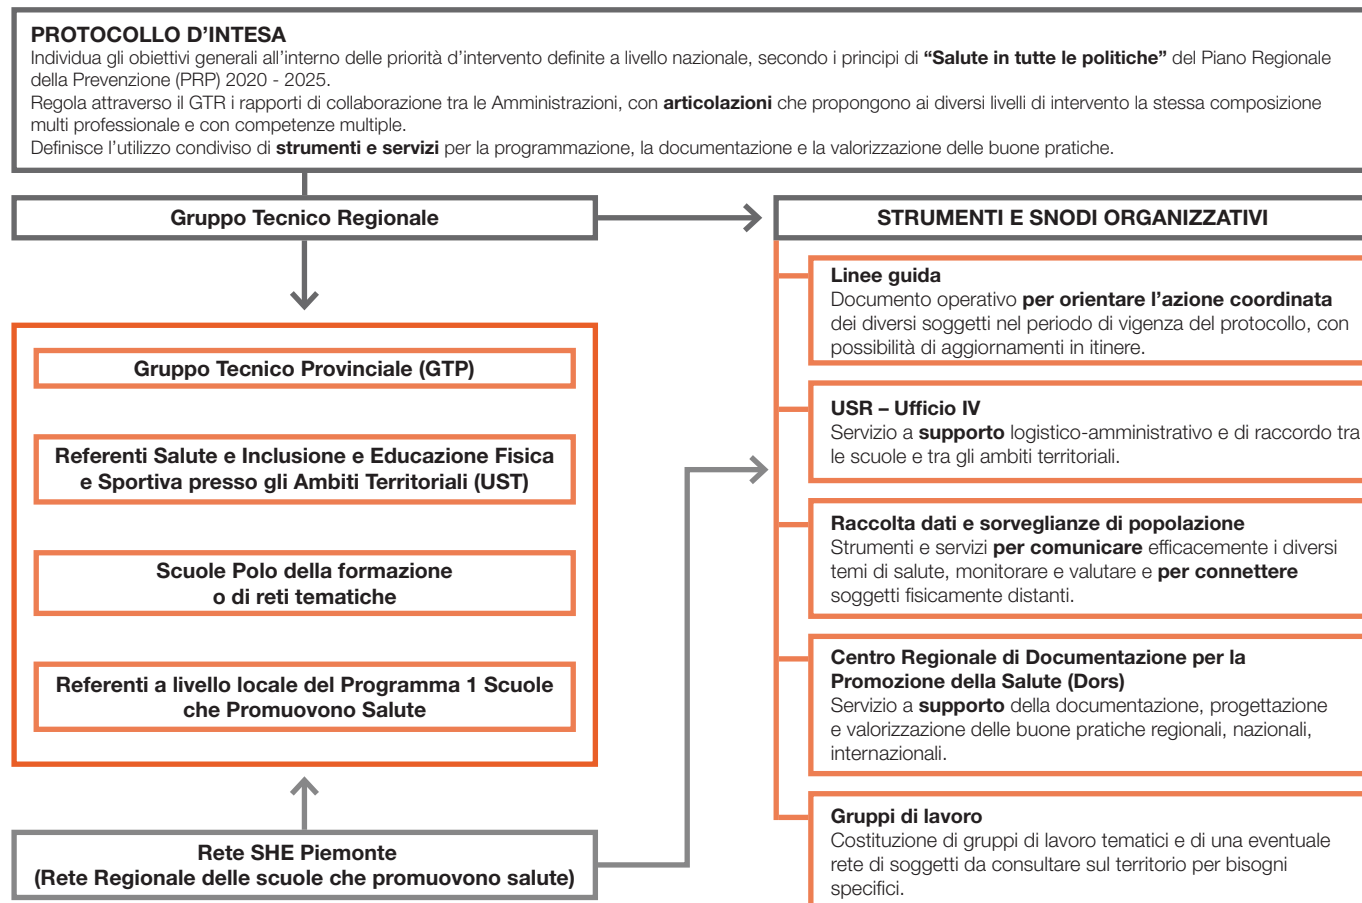 PROTOCOLLO D’INTESA
Individua gli obiettivi generali all’interno delle priorità d’intervento definite a livello nazionale, secondo i principi di “Salute in tutte le politiche” del Piano Regionale
della Prevenzione (PRP) 2020 - 2025.
Regola attraverso il GTR i rapporti di collaborazione tra le Amministrazioni, con articolazioni che propongono ai diversi livelli di intervento la stessa composizione
multi professionale e con competenze multiple.
Definisce l’utilizzo condiviso di strumenti e servizi per la programmazione, la documentazione e la valorizzazione delle buone pratiche.
Gruppo Tecnico Regionale
Gruppo Tecnico Provinciale (GTP)
Referenti Salute e Inclusione e Educazione Fisica
e Sportiva presso gli Ambiti Territoriali (UST)
Scuole Polo della formazione
o di reti tematiche
Referenti a livello locale del Programma 1 Scuole
che Promuovono Salute
Rete SHE Piemonte
(Rete Regionale delle scuole che promuovono salute)
STRUMENTI E SNODI ORGANIZZATIVI
Linee guida
Documento operativo per orientare l’azione coordinata
dei diversi soggetti nel periodo di vigenza del protocollo, con
possibilità di aggiornamenti in itinere.
USR – Ufficio IV
Servizio a supporto logistico-amministrativo e di raccordo tra
le scuole e tra gli ambiti territoriali.
Raccolta dati e sorveglianze di popolazione
Strumenti e servizi per comunicare efficacemente i diversi
temi di salute, monitorare e valutare e per connettere
soggetti fisicamente distanti.
Centro Regionale di Documentazione per la
Promozione della Salute (Dors)
Servizio a supporto della documentazione, progettazione
e valorizzazione delle buone pratiche regionali, nazionali,
internazionali.
Gruppi di lavoro
Costituzione di gruppi di lavoro tematici e di una eventuale
rete di soggetti da consultare sul territorio per bisogni
specifici.